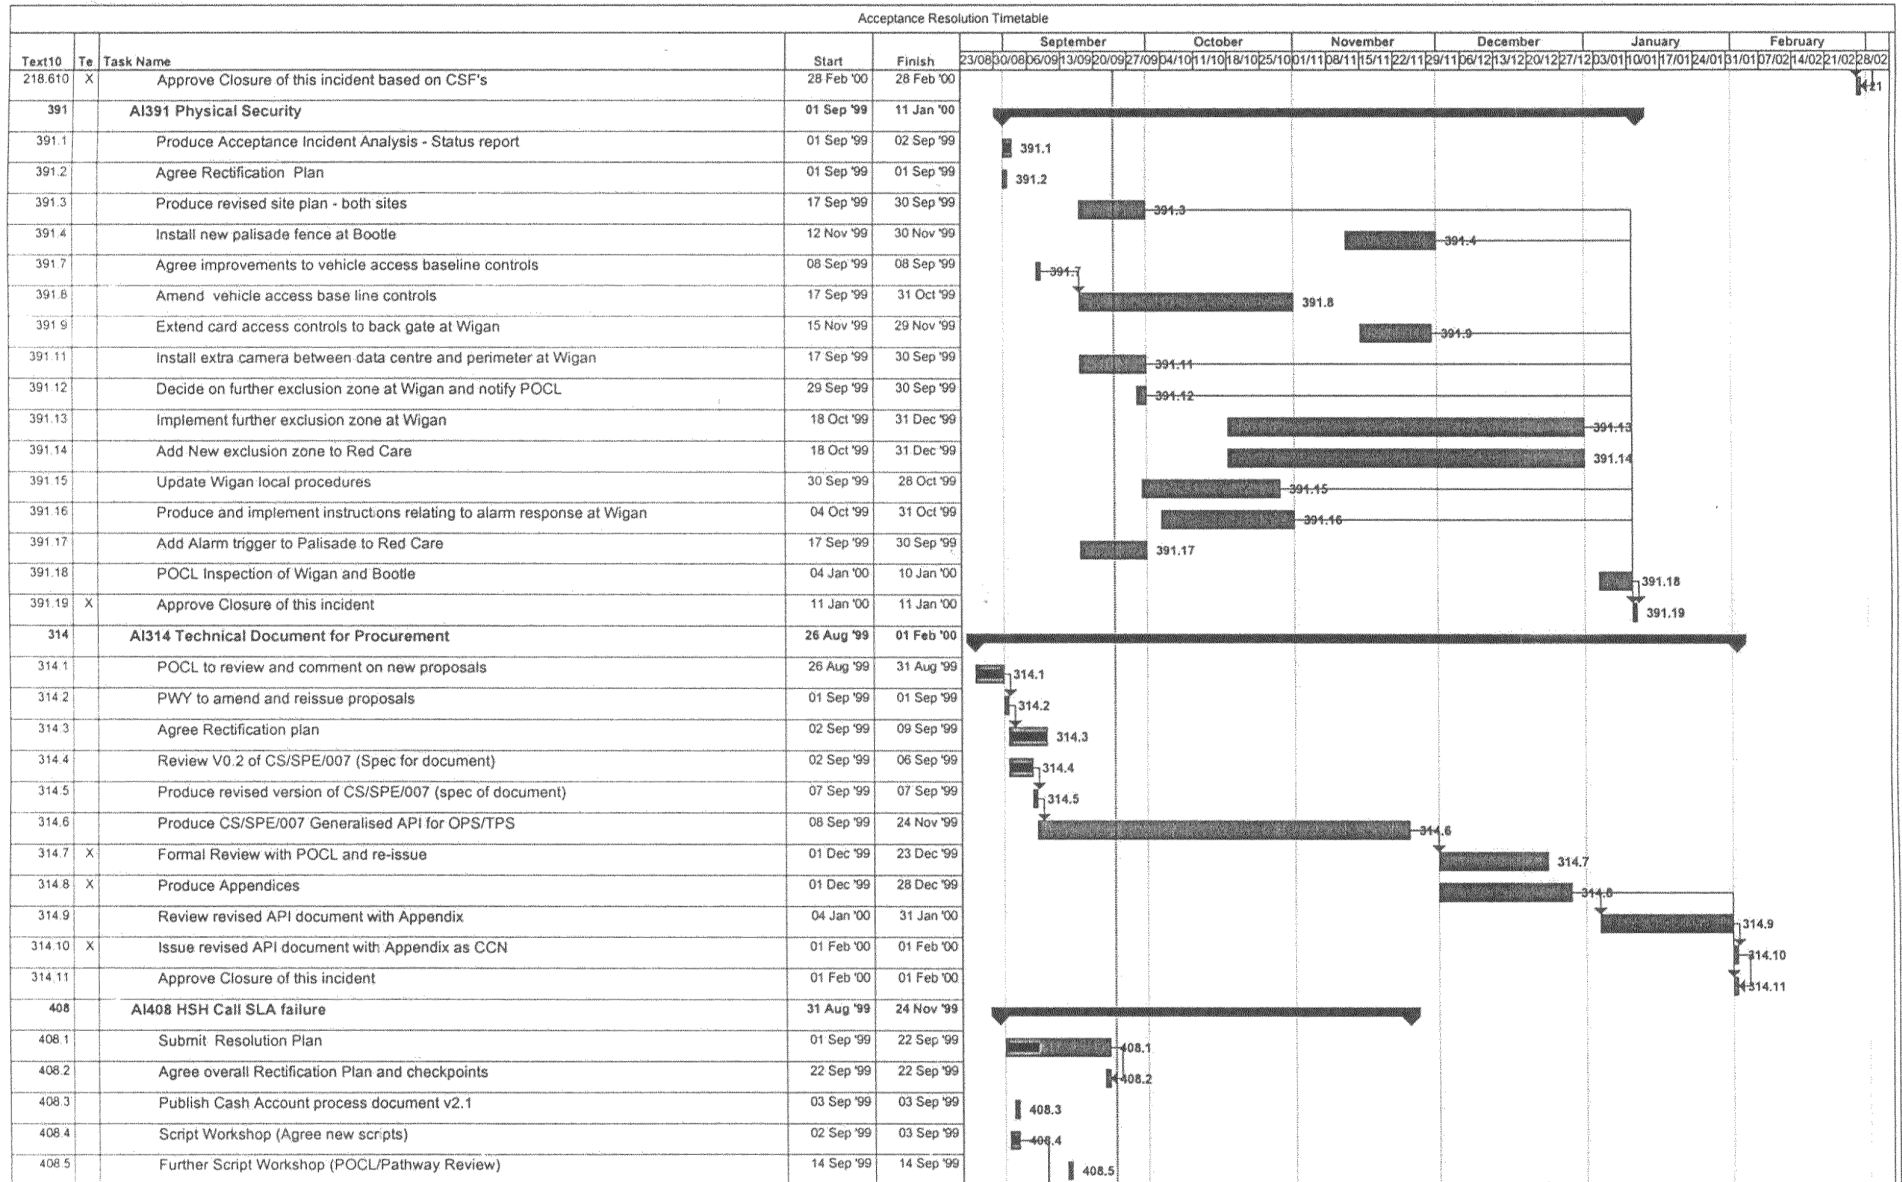 Acceptance Resolution Timetable
September October November December January February
Text10 Te Task Name Start Finish 23/08 30/08 06/09 13/09 20/09 27/09 04/10 11/10 18/10 25/10 01/11 08/11 15/11 22/11 29/11 06/12 13/12 20/12 27/12 03/01 10/01 17/01 24/01 31/01 07/02 14/02 21/02 28/02
218.610 X Approve Closure of this incident based on CSF's 28 Feb '00 28 Feb '00 21
391 AI391 Physical Security 01 Sep '99 11 Jan '00
391.1 Produce Acceptance Incident Analysis - Status report 01 Sep '99 02 Sep '99 391.1
391.2 Agree Rectification Plan 01 Sep '99 01 Sep '99 391.2
391.3 Produce revised site plan - both sites 17 Sep '99 30 Sep '99 391.3
391.4 Install new palisade fence at Bootle 12 Nov '99 30 Nov '99 391.4
391.7 Agree improvements to vehicle access baseline controls 08 Sep '99 08 Sep '99 391.7
391.8 Amend vehicle access base line controls 17 Sep '99 31 Oct '99 391.8
391 9 Extend card access controls to back gate at Wigan 15 Nov '99 29 Nov '99 391.9
391.11 Install extra camera between data centre and perimeter at Wigan 17 Sep '99 30 Sep '99 391.11
391.12 Decide on further exclusion zone at Wigan and notify POCL 29 Sep '99 30 Sep '99 391.12
391.13 Implement further exclusion zone at Wigan 18 Oct '99 31 Dec '99 391.13
391.14 Add New exclusion zone to Red Care 18 Oct '99 31 Dec '99 391.14
391.15 Update Wigan local procedures 30 Sep '99 28 Oct '99 391.15
391.16 Produce and implement instructions relating to alarm response at Wigan 04 Oct '99 31 Oct '99 391.16
391.17 Add Alarm trigger to Palisade to Red Care 17 Sep '99 30 Sep '99 391.17
391.18 POCL Inspection of Wigan and Bootle 04 Jan '00 10 Jan '00 391.18
391.19 X Approve Closure of this incident 11 Jan '00 11 Jan '00 391.19
314 AI314 Technical Document for Procurement 26 Aug '99 01 Feb '00
314.1 POCL to review and comment on new proposals 26 Aug '99 31 Aug '99 314.1
314.2 PWY to amend and reissue proposals 01 Sep '99 01 Sep '99 314.2
314.3 Agree Rectification plan 02 Sep '99 09 Sep '99 314.3
314.4 Review V0.2 of CS/SPE/007 (Spec for document) 02 Sep '99 06 Sep '99 314.4
314.5 Produce revised version of CS/SPE/007 (spec of document) 07 Sep '99 07 Sep '99 314.5
314.6 Produce CS/SPE/007 Generalised API for OPS/TPS 08 Sep '99 24 Nov '99 314.6
314.7 X Formal Review with POCL and re-issue 01 Dec '99 23 Dec '99 314.7
314.8 X Produce Appendices 01 Dec '99 28 Dec '99 314.8
314.9 Review revised API document with Appendix 04 Jan '00 31 Jan '00 314.9
314.10 X Issue revised API document with Appendix as CCN 01 Feb '00 01 Feb '00 314.10
314.11 Approve Closure of this incident 01 Feb '00 01 Feb '00 314.11
408 AI408 HSH Call SLA failure 31 Aug '99 24 Nov '99
408.1 Submit Resolution Plan 01 Sep '99 22 Sep '99 408.1
408.2 Agree overall Rectification Plan and checkpoints 22 Sep '99 22 Sep '99 408.2
408.3 Publish Cash Account process document v2.1 03 Sep '99 03 Sep '99 408.3
408.4 Script Workshop (Agree new scripts) 02 Sep '99 03 Sep '99 408.4
408.5 Further Script Workshop (POCL/Pathway Review) 14 Sep '99 14 Sep '99 408.5